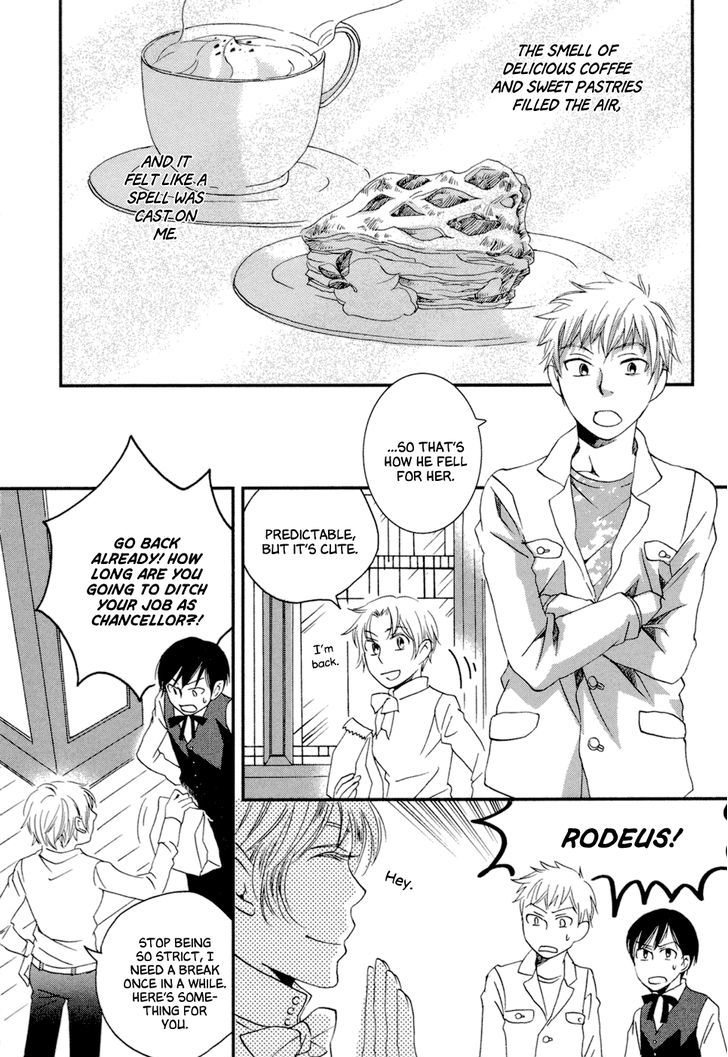 THE SMELL OF
DELICIOUS COFFEE
AND SWEET PASTRIES
FILLED THE AIR,
AND IT
FELT LIKE A
SPELL WAS
CAST ON
ME.
...SO THAT'S
HOW HE FELL
FOR HER.
PREDICTABLE,
BUT IT'S CUTE.
I'm
back.
RODEUS!
Hey.
GO BACK
ALREADY! HOW
LONG ARE YOU
GOING TO DITCH
YOUR JOB AS
CHANCELLOR?!
STOP BEING
SO STRICT, I
NEED A BREAK
ONCE IN A WHILE.
HERE'S SOME-
THING FOR
YOU.